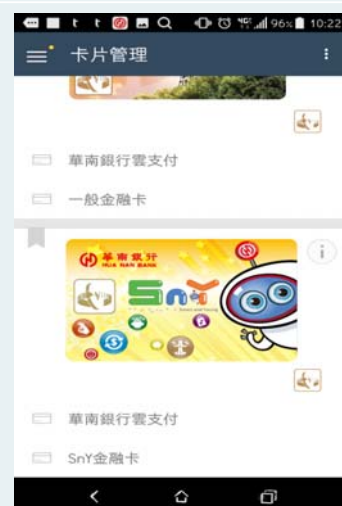 96% 10:22
卡片管理
華南銀行雲支付
一般金融卡
華南銀行
HUA NAN BANK
SnY
華南銀行雲支付
SnY金融卡